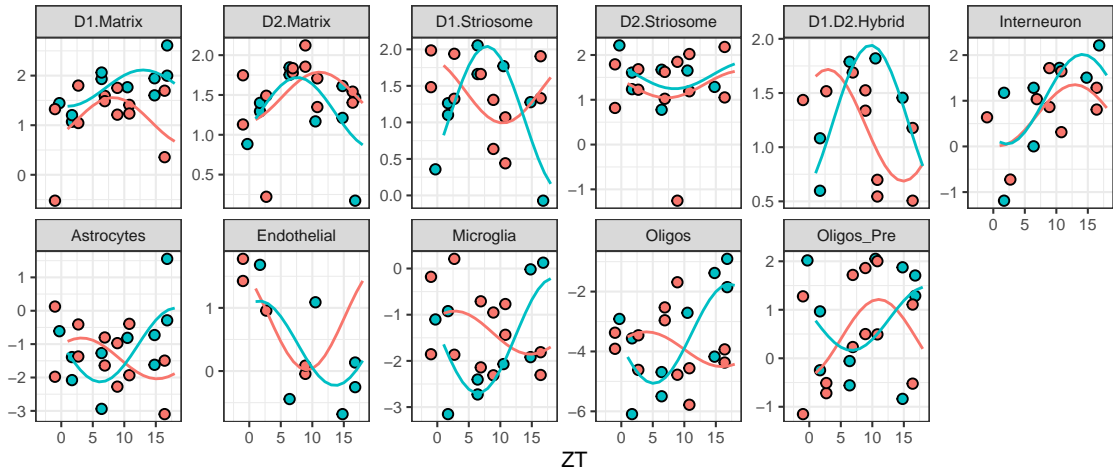 D1.Matrix D2.Matrix D1.Striosome D2.Striosome D1.D2.Hybrid Interneuron
2 1 0
2.0 1.5 1.0 0.5
2.0 1.5 1.0 0.5 0.0
2 1 0 −1
2.0 1.5 1.0 0.5
2 1 0 −1
0 5 10 15
Astrocytes Endothelial Microglia Oligos Oligos_Pre
1 0 −1 −2 −3
1 0
0 −1 −2 −3
−2 −4 −6
2 1 0 −1
0 5 10 15 0 5 10 15 0 5 10 15 0 5 10 15 0 5 10 15
ZT